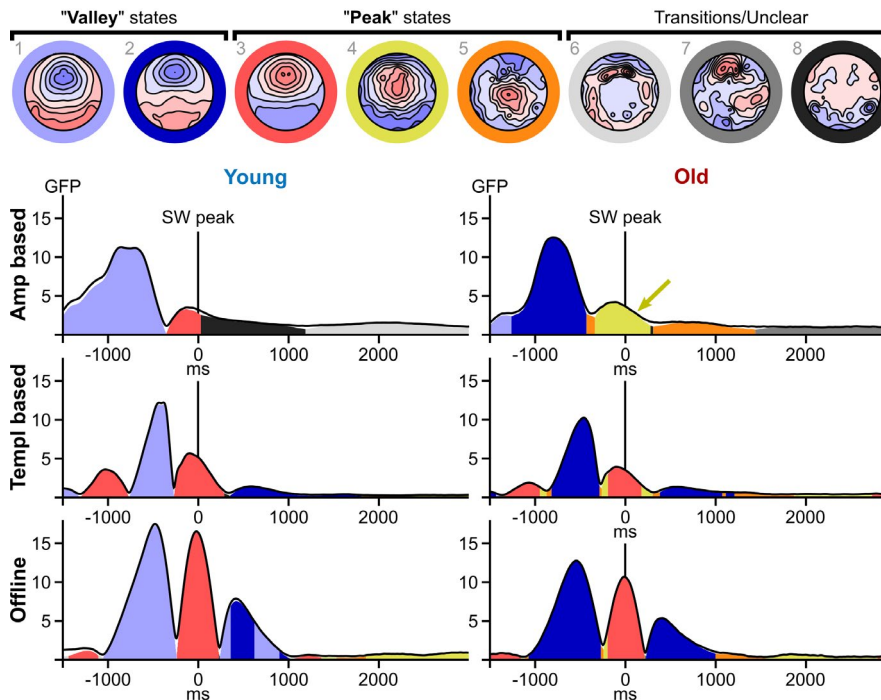 "Valley" states "Peak" states Transitions/Unclear
1 2 3 4 5 6 7 8
Young Old
GFP GFP
SW peak SW peak
Amp based
15 15
10 10
5 5
-1000 0 1000 2000 -1000 0 1000 2000
ms ms
Templ based
15 15
10 10
5 5
-1000 0 1000 2000 -1000 0 1000 2000
ms ms
Offline
15 15
10 10
5 5
-1000 0 1000 2000 -1000 0 1000 2000
ms ms